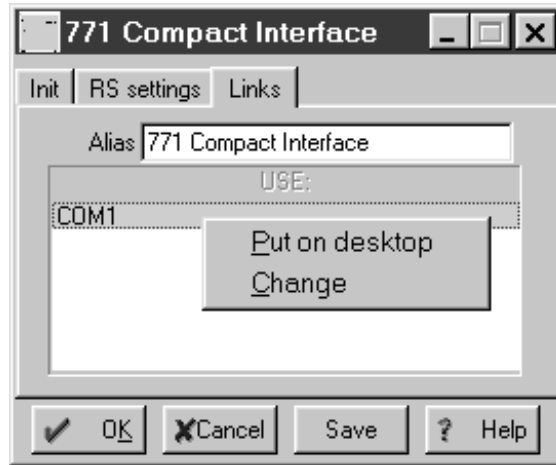 771 Compact Interface
Init RS settings Links
Alias 771 Compact Interface
USE:
COM1
Put on desktop
Change
OK Cancel Save ? Help